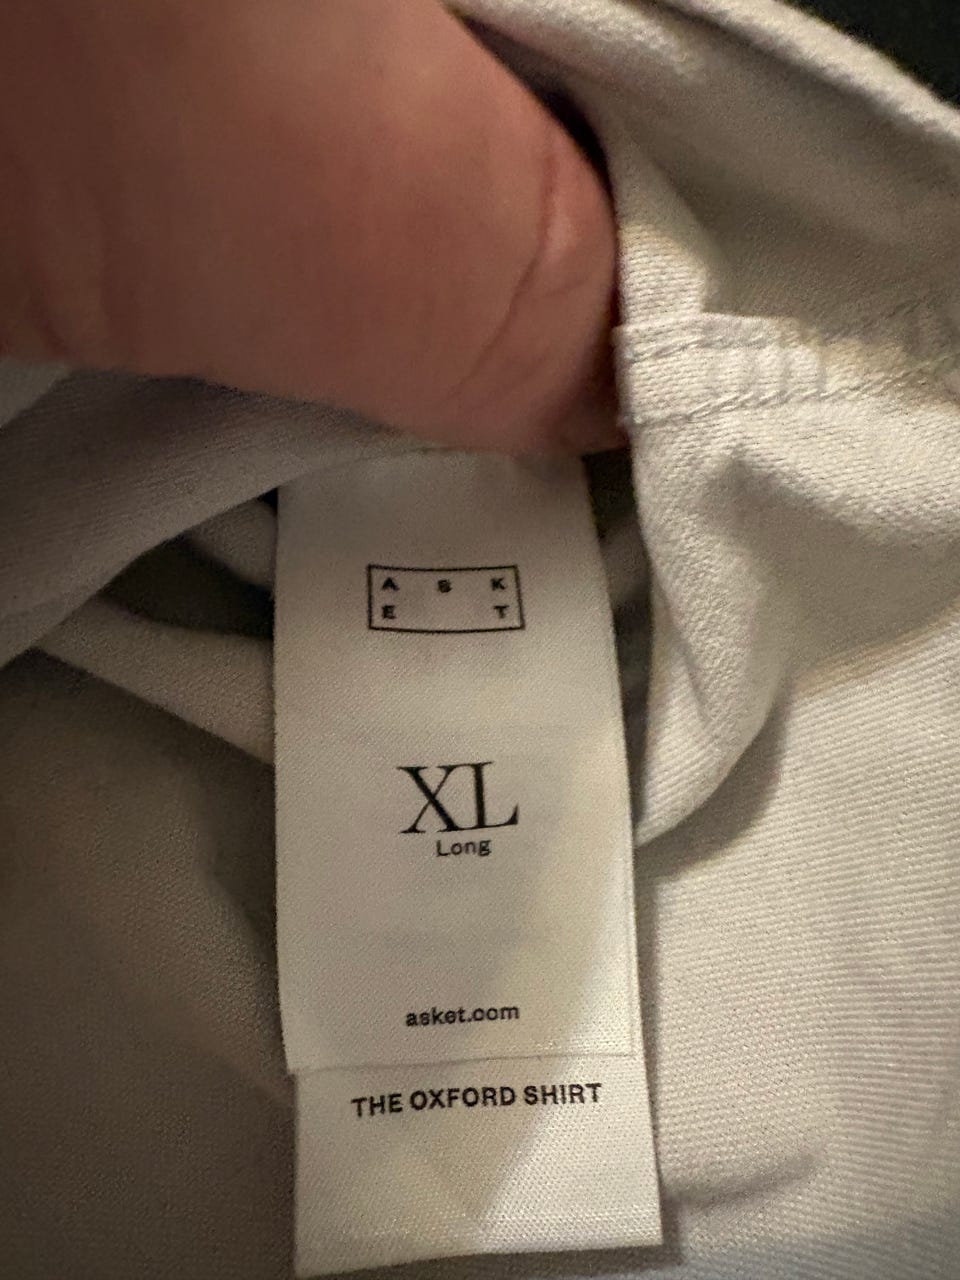 A S K
E T
XL
Long
asket.com
THE OXFORD SHIRT